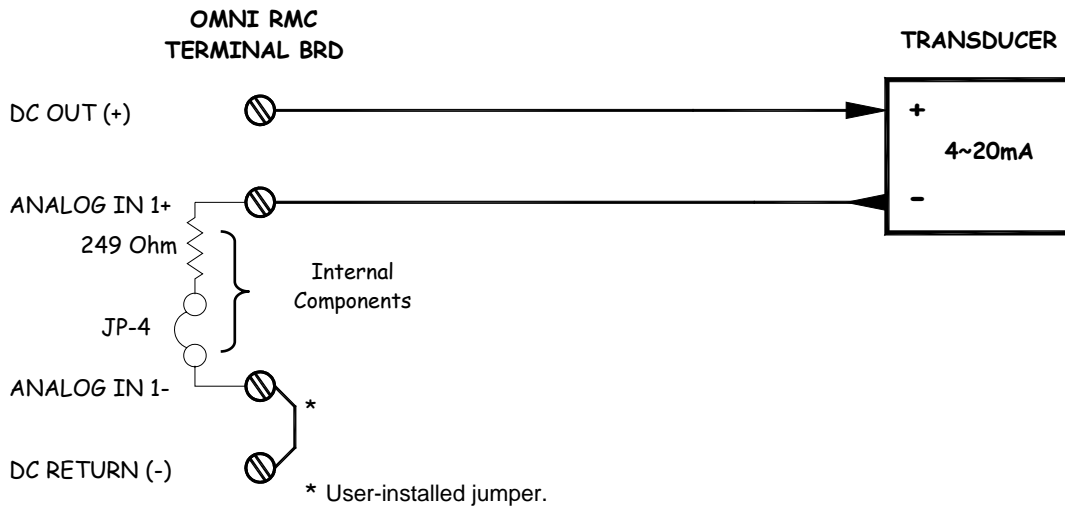 OMNI RMC
TERMINAL BRD
TRANSDUCER
DC OUT (+)
+
4~20mA
ANALOG IN 1+
-
249 Ohm
Internal
Components
JP-4
ANALOG IN 1-
*
DC RETURN (-)
* User-installed jumper.